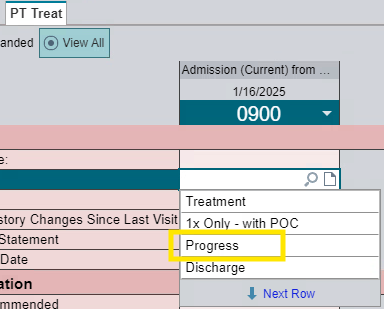 PT Treat
anded
View All
Admission (Current) from ...
1/16/2025
0900
e:
Treatment
story Changes Since Last Visit
1x Only - with POC
Statement
Progress
Date
Discharge
ation
Next Row
mmended